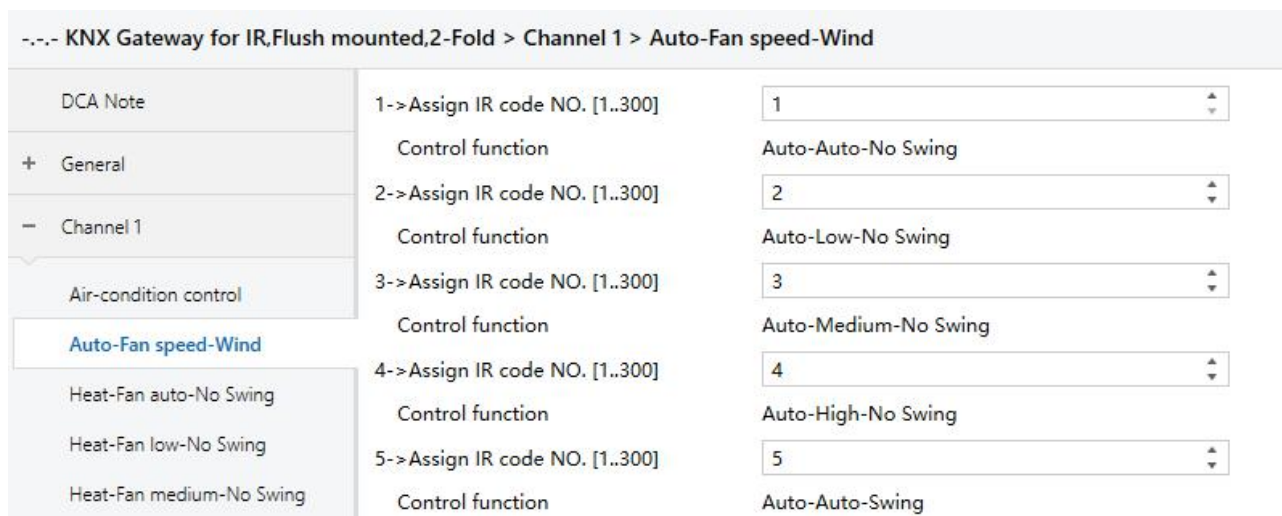 -.-.- KNX Gateway for IR,Flush mounted,2-Fold > Channel 1 > Auto-Fan speed-Wind
DCA Note
+ General
− Channel 1
Air-condition control
Auto-Fan speed-Wind
Heat-Fan auto-No Swing
Heat-Fan low-No Swing
Heat-Fan medium-No Swing
1->Assign IR code NO. [1..300] 1
Control function Auto-Auto-No Swing
2->Assign IR code NO. [1..300] 2
Control function Auto-Low-No Swing
3->Assign IR code NO. [1..300] 3
Control function Auto-Medium-No Swing
4->Assign IR code NO. [1..300] 4
Control function Auto-High-No Swing
5->Assign IR code NO. [1..300] 5
Control function Auto-Auto-Swing